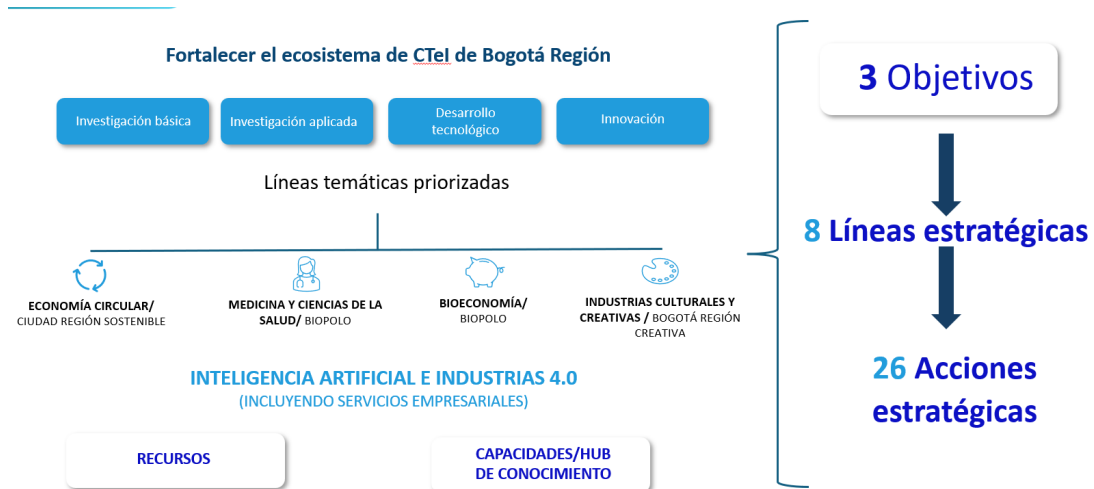 Fortalecer el ecosistema de CTeI de Bogotá Región
Investigación básica
Investigación aplicada
Desarrollo
tecnológico
Innovación
Líneas temáticas priorizadas
ECONOMÍA CIRCULAR/
CIUDAD REGIÓN SOSTENIBLE
MEDICINA Y CIENCIAS DE LA
SALUD/ BIOPOLO
BIOECONOMÍA/
BIOPOLO
INDUSTRIAS CULTURALES Y
CREATIVAS / BOGOTÁ REGIÓN
CREATIVA
INTELIGENCIA ARTIFICIAL E INDUSTRIAS 4.0
(INCLUYENDO SERVICIOS EMPRESARIALES)
RECURSOS
CAPACIDADES/HUB
DE CONOCIMIENTO
3 Objetivos
8 Líneas estratégicas
26 Acciones
estratégicas